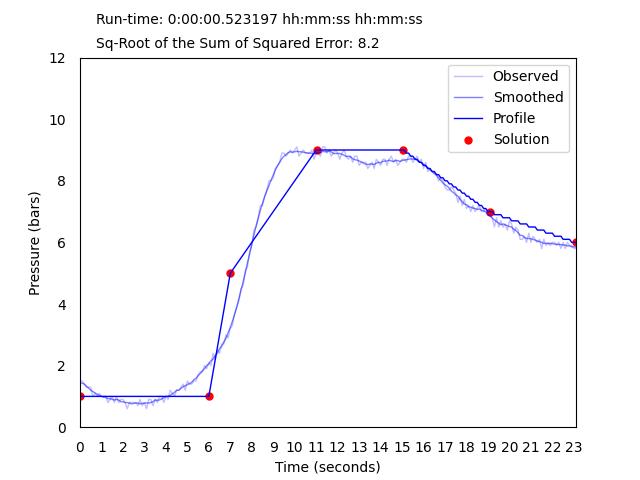 Run-time: 0:00:00.523197 hh:mm:ss hh:mm:ss
Sq-Root of the Sum of Squared Error: 8.2
Observed
Smoothed
Profile
Solution
12
10
8
6
4
2
0
Pressure (bars)
0 1 2 3 4 5 6 7 8 9 10 11 12 13 14 15 16 17 18 19 20 21 22 23
Time (seconds)